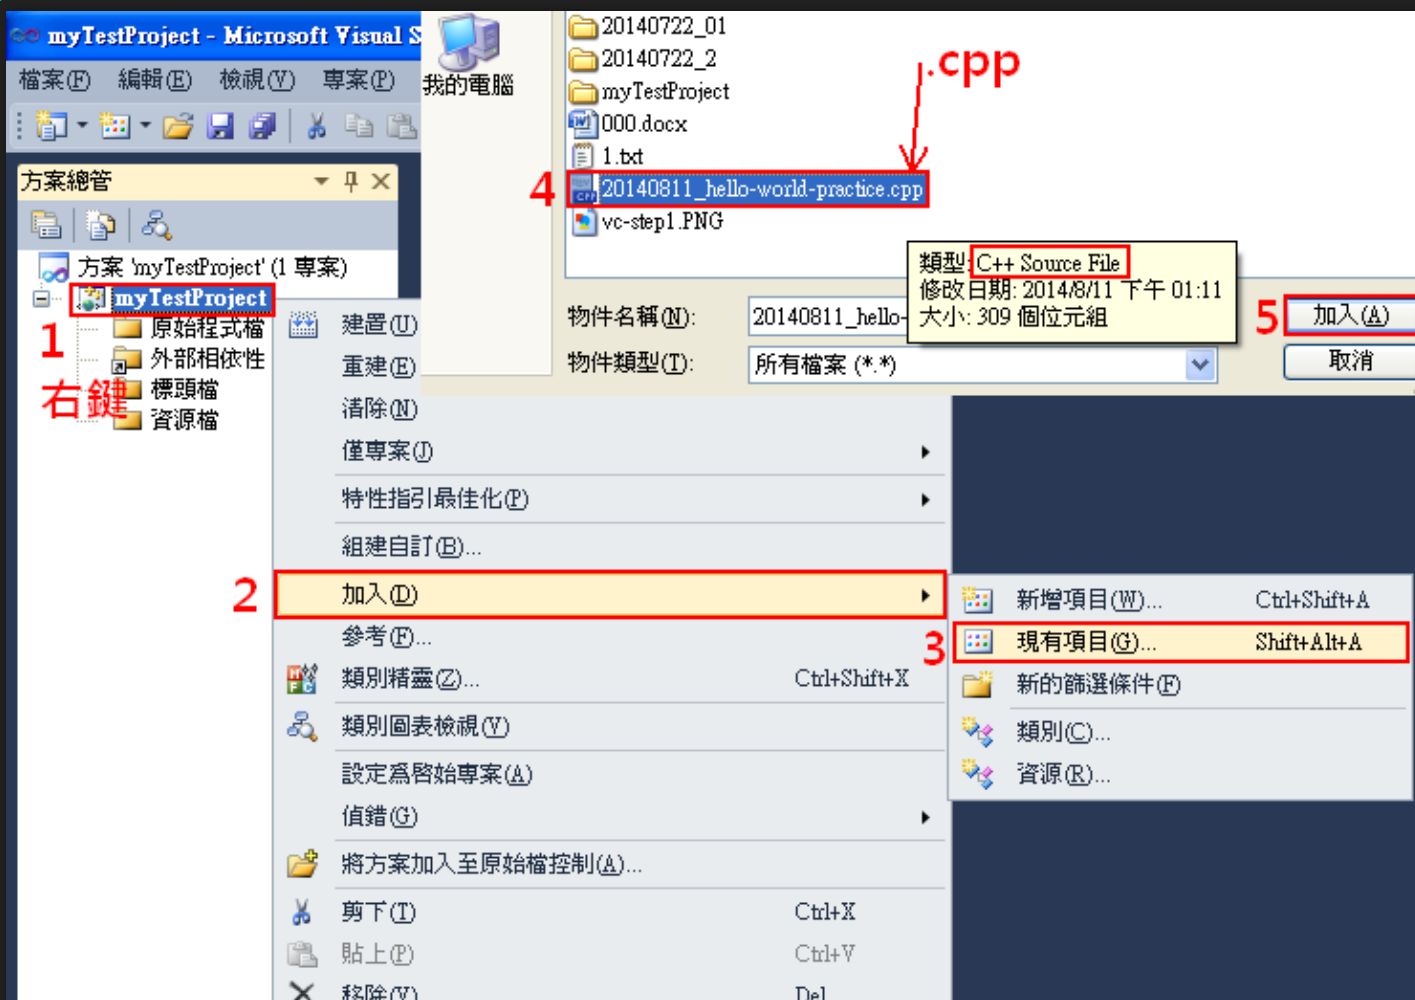 myTestProject - Microsoft Visual S
檔案(F) 編輯(E) 檢視(V) 專案(P)
方案總管
方案 'myTestProject' (1 專案)
myTestProject
1
右鍵
原始程式檔
外部相依性
標頭檔
資源檔
我的電腦
20140722_01
20140722_2
myTestProject
000.docx
1.txt
4
20140811_hello-world-practice.cpp
vc-step1.PNG
.cpp
類型: C++ Source File
修改日期: 2014/8/11 下午 01:11
大小: 309 個位元組
物件名稱(N):
20140811_hello-
5
加入(A)
物件類型(T):
所有檔案 (*.*)
取消
建置(U)
重建(E)
清除(N)
僅專案(J)
特性指引最佳化(P)
組建自訂(B)...
2
加入(D)
參考(F)...
類別精靈(Z)... Ctrl+Shift+X
類別圖表檢視(V)
設定為啟始專案(A)
偵錯(G)
將方案加入至原始檔控制(A)...
剪下(T) Ctrl+X
貼上(P) Ctrl+V
移除(V) Del
新增項目(W)... Ctrl+Shift+A
3
現有項目(G)... Shift+Alt+A
新的篩選條件(F)
類別(C)...
資源(R)...